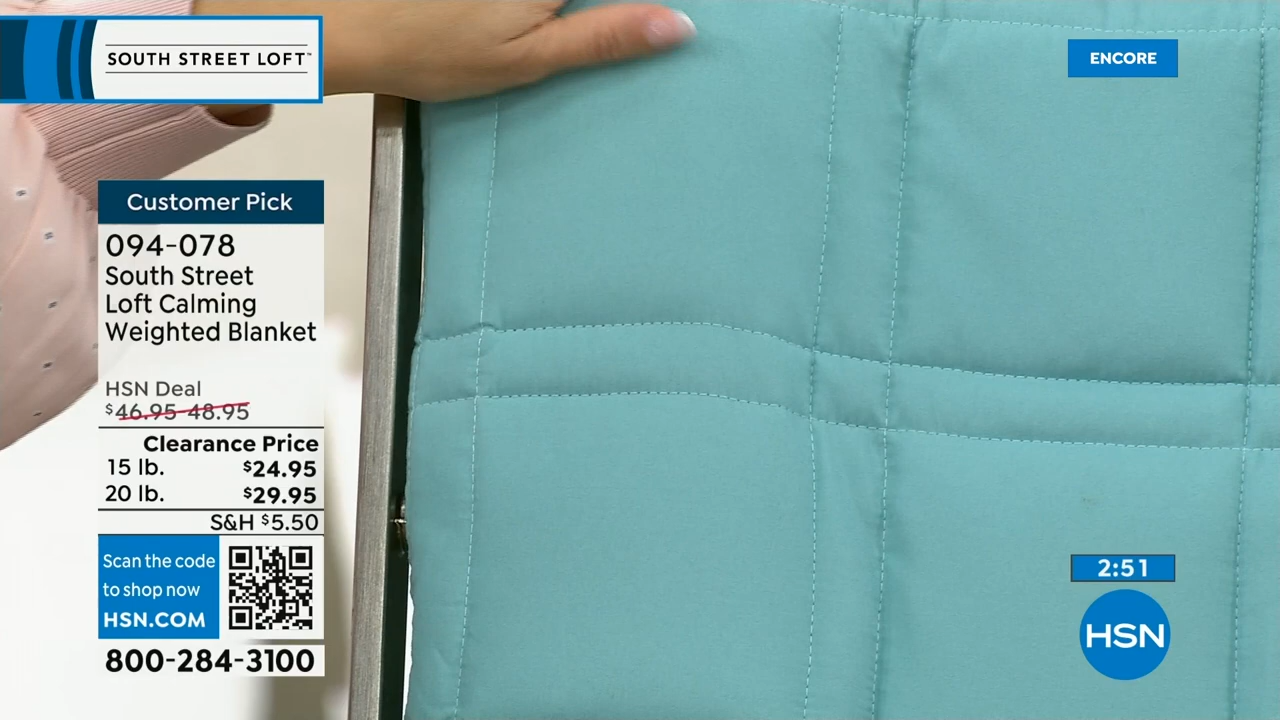 SOUTH STREET LOFT™
ENCORE
Customer Pick
094-078
South Street
Loft Calming
Weighted Blanket
HSN Deal
$46.95-48.95
Clearance Price
15 lb. $24.95
20 lb. $29.95
S&H $5.50
Scan the code
to shop now
HSN.COM
800-284-3100
2:51
HSN